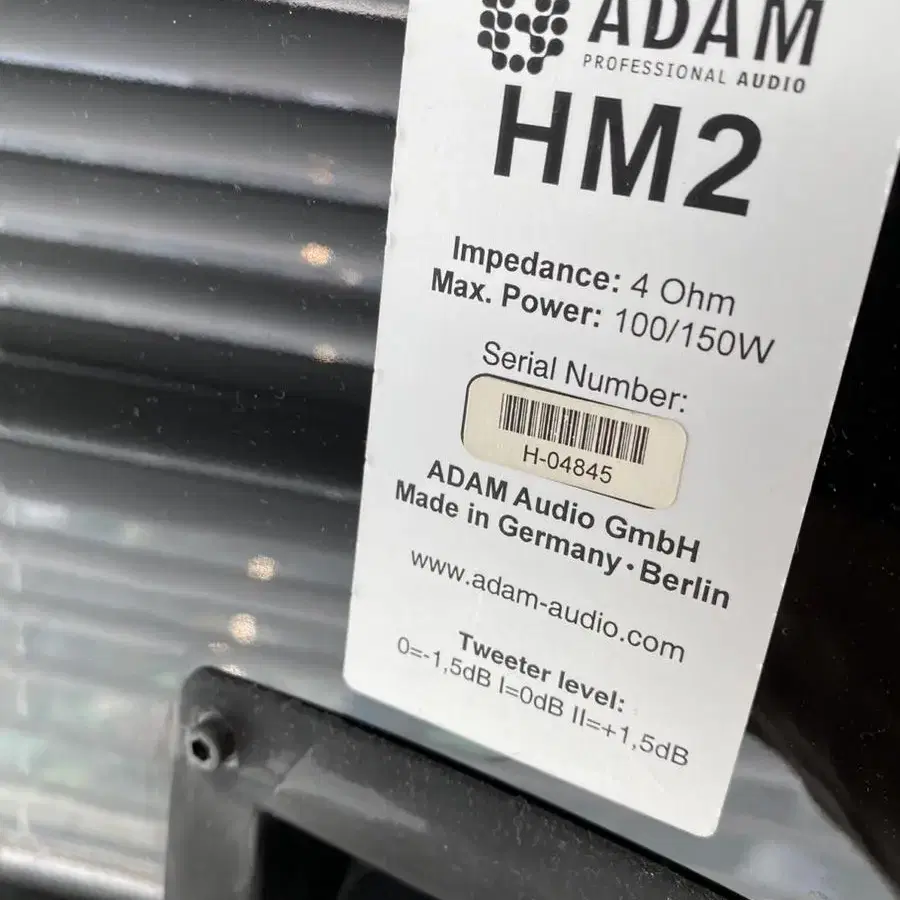 ADAM
PROFESSIONAL AUDIO
HM2
Impedance: 4 Ohm
Max. Power: 100/150W
Serial Number:
H-04845
ADAM Audio GmbH
Made in Germany · Berlin
www.adam-audio.com
Tweeter level:
0=-1,5dB I=0dB II=+1,5dB